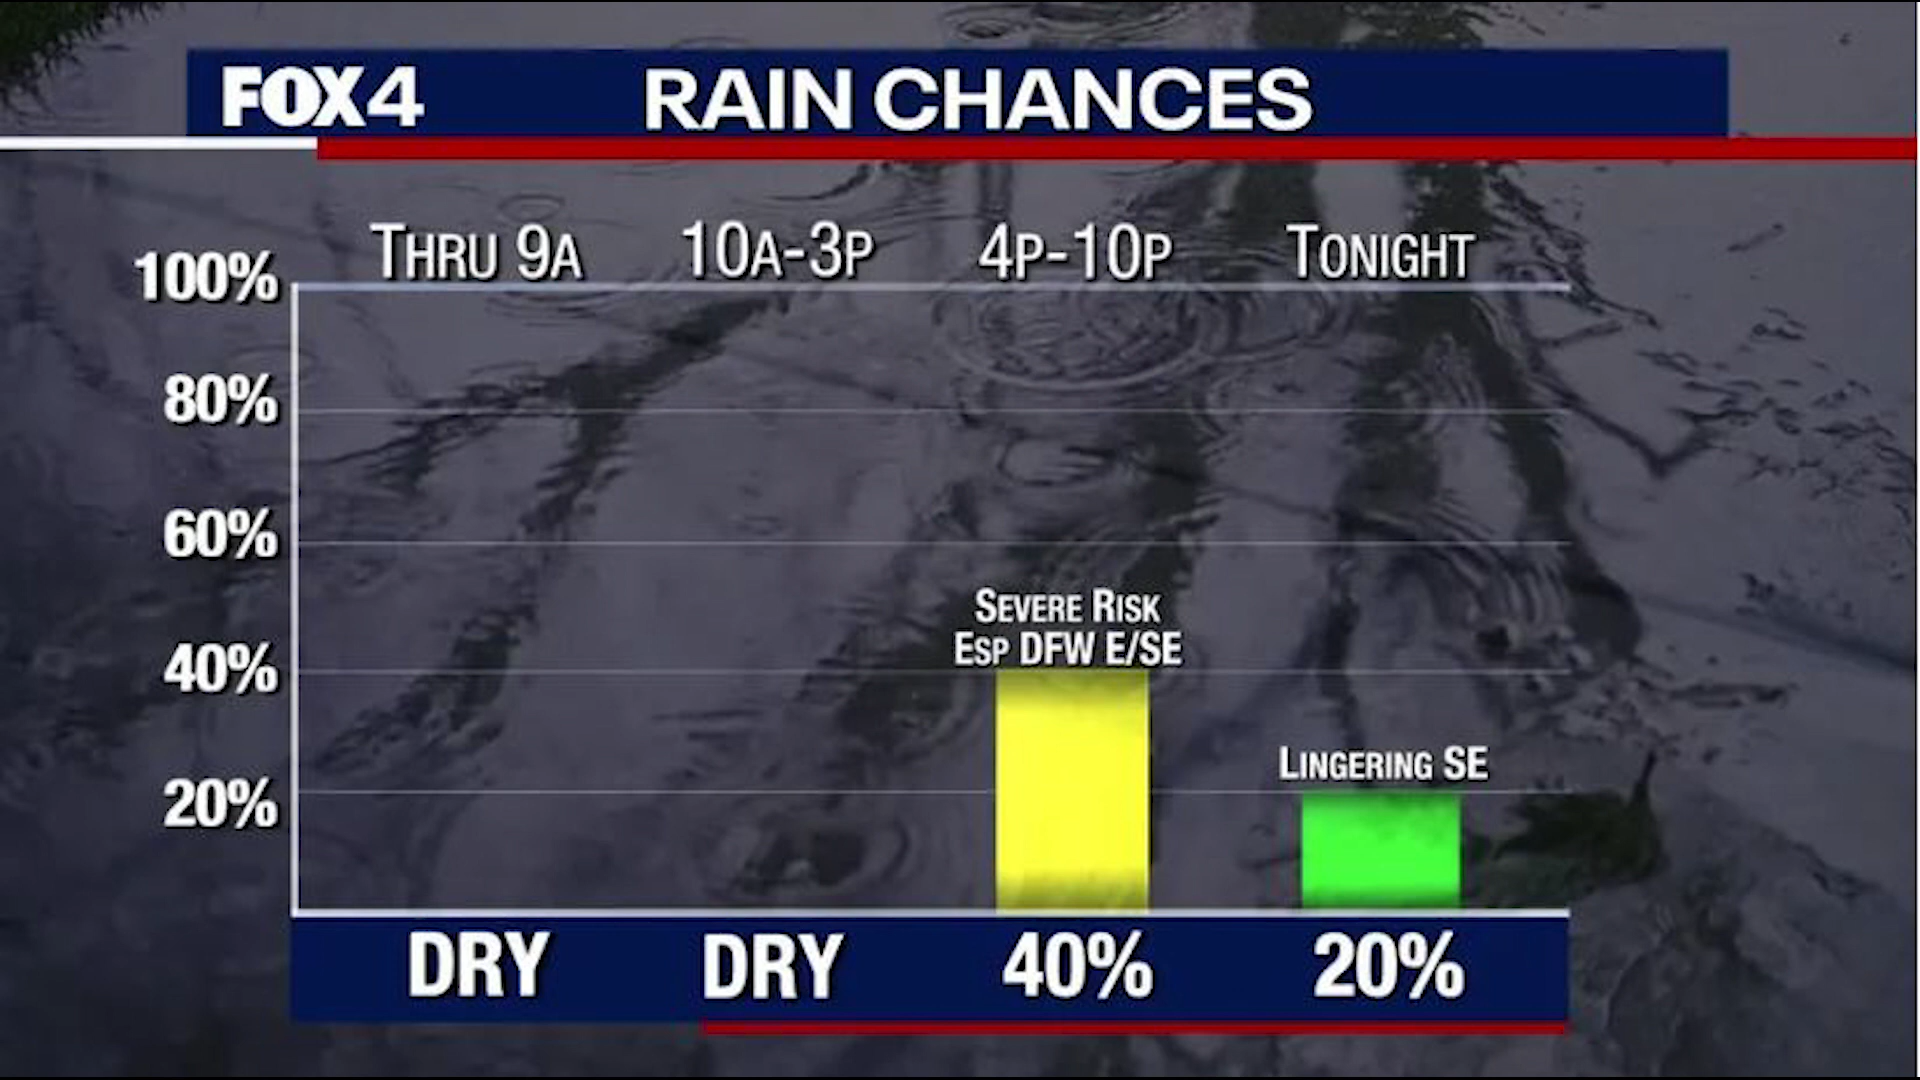 FOX4 RAIN CHANCES
THRU 9A 10A-3P 4P-10P TONIGHT
100%
80%
60%
SEVERE RISK
ESP DFW E/SE
40%
LINGERING SE
20%
DRY DRY 40% 20%